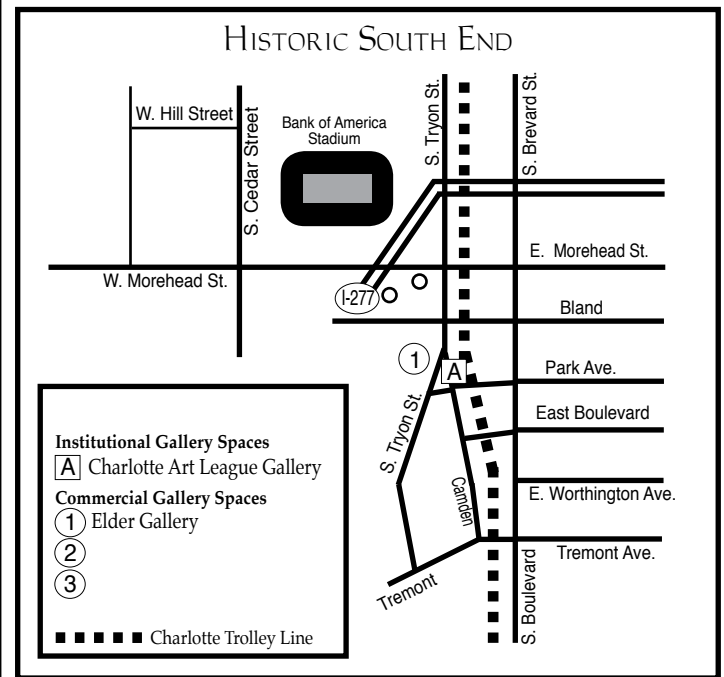 HISTORIC SOUTH END
W. Hill Street
S. Cedar Street
Bank of America
Stadium
S. Tryon St.
S. Brevard St.
W. Morehead St.
E. Morehead St.
I-277
Bland
1
A
Park Ave.
S. Tryon St.
East Boulevard
Camden
E. Worthington Ave.
Tremont
Tremont Ave.
S. Boulevard
Institutional Gallery Spaces
A Charlotte Art League Gallery
Commercial Gallery Spaces
1 Elder Gallery
2
3
Charlotte Trolley Line